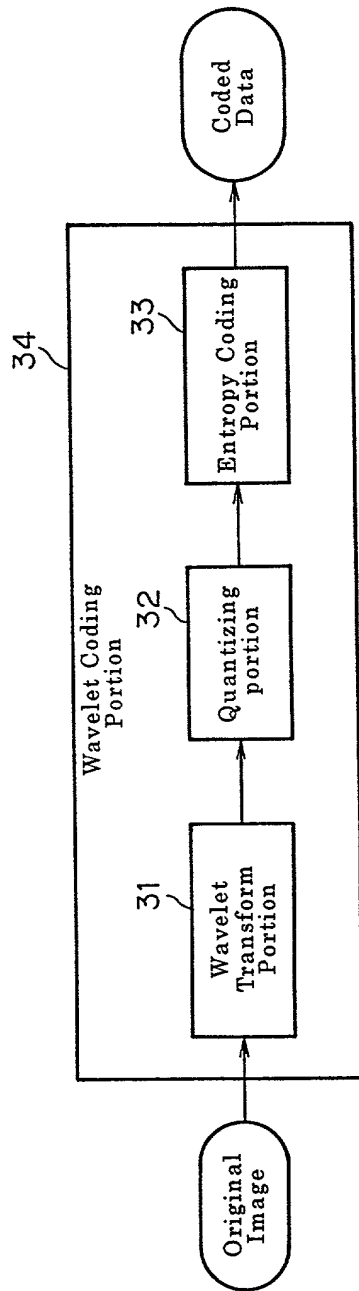 34
Wavelet Coding
Portion
Original
Image
31
Wavelet
Transform
Portion
32
Quantizing
portion
33
Entropy Coding
Portion
Coded
Data